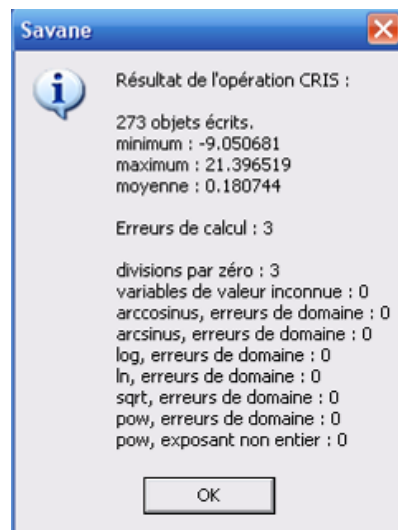 Savane
Résultat de l'opération CRIS :
273 objets écrits.
minimum : -9.050681
maximum : 21.396519
moyenne : 0.180744
Erreurs de calcul : 3
divisions par zéro : 3
variables de valeur inconnue : 0
arccosinus, erreurs de domaine : 0
arcsinus, erreurs de domaine : 0
log, erreurs de domaine : 0
ln, erreurs de domaine : 0
sqrt, erreurs de domaine : 0
pow, erreurs de domaine : 0
pow, exposant non entier : 0
OK